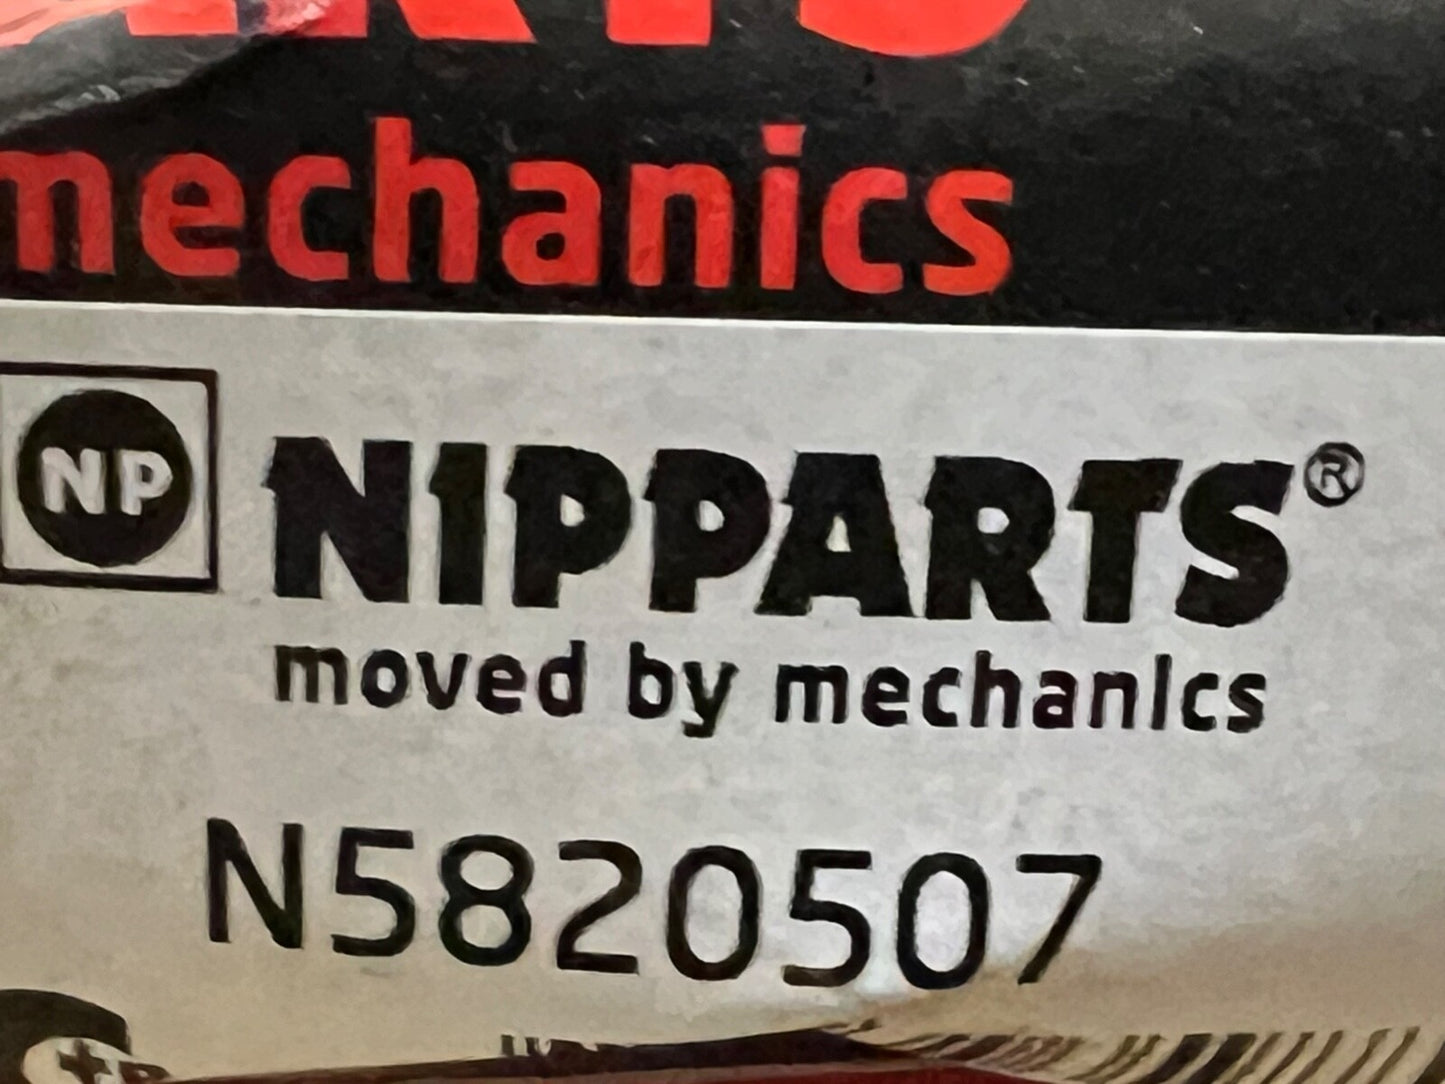 mechanics
NP
NIPPARTS®
moved by mechanics
N5820507